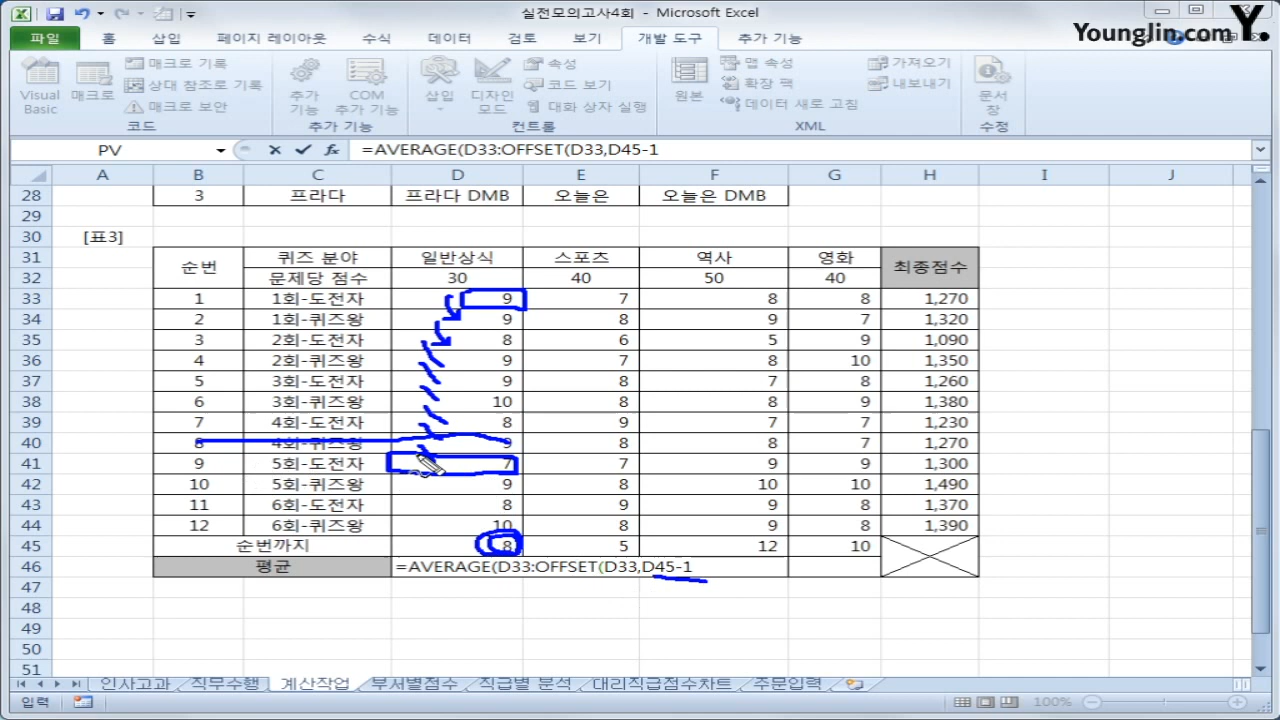 실전모의고사4회 - Microsoft Excel
YoungJin.com Y.
파일 홈 삽입 페이지 레이아웃 수식 데이터 검토 보기 개발 도구 추가 기능
Visual Basic 매크로 매크로 기록 상대 참조로 기록 매크로 보안 추가 기능 COM 추가 기능 삽입 디자인 모드 속성 코드 보기 대화 상자 실행 원본 맵 속성 확장 팩 데이터 새로 고침 가져오기 내보내기 문서 창
코드 추가 기능 컨트롤 XML 수정
PV =AVERAGE(D33:OFFSET(D33,D45-1
A B C D E F G H I J
28 3 프라다 프라다 DMB 오늘은 오늘은 DMB
29
30 [표3]
31 순번 퀴즈 분야 일반상식 스포츠 역사 영화 최종점수
32 문제당 점수 30 40 50 40
33 1 1회-도전자 9 7 8 8 1,270
34 2 1회-퀴즈왕 9 8 9 7 1,320
35 3 2회-도전자 8 6 5 9 1,090
36 4 2회-퀴즈왕 9 7 8 10 1,350
37 5 3회-도전자 9 8 7 8 1,260
38 6 3회-퀴즈왕 10 8 8 9 1,380
39 7 4회-도전자 8 9 7 7 1,230
40 8 4회-퀴즈왕 9 8 8 7 1,270
41 9 5회-도전자 7 7 9 9 1,300
42 10 5회-퀴즈왕 9 8 10 10 1,490
43 11 6회-도전자 8 9 9 8 1,370
44 12 6회-퀴즈왕 10 8 9 8 1,390
45 순번까지 8 5 12 10
46 평균 =AVERAGE(D33:OFFSET(D33,D45-1
47
48
49
50
51
인사고과 직무수행 계산작업 부서별점수 직급별 분석 대리직급점수차트 주문입력
입력 100%